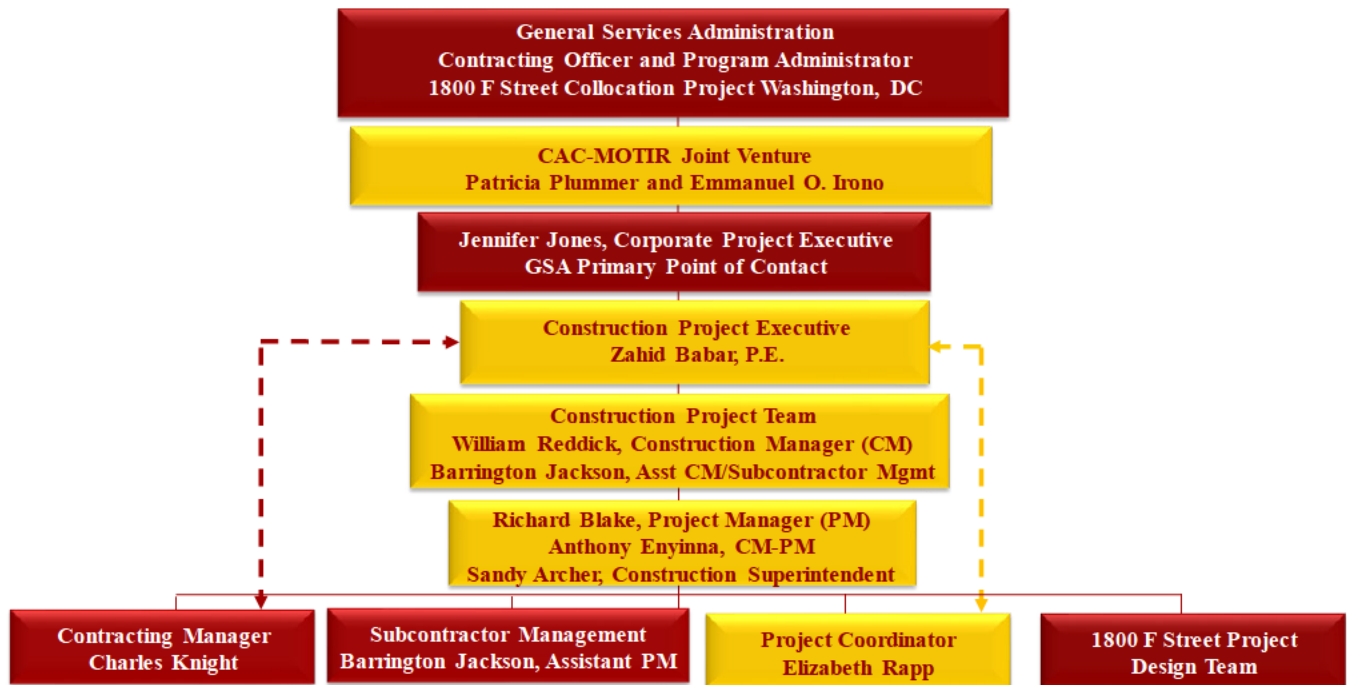 General Services Administration
Contracting Officer and Program Administrator
1800 F Street Collocation Project Washington, DC
CAC-MOTIR Joint Venture
Patricia Plummer and Emmanuel O. Irono
Jennifer Jones, Corporate Project Executive
GSA Primary Point of Contact
Construction Project Executive
Zahid Babar, P.E.
Construction Project Team
William Reddick, Construction Manager (CM)
Barrington Jackson, Asst CM/Subcontractor Mgmt
Richard Blake, Project Manager (PM)
Anthony Enyinna, CM-PM
Sandy Archer, Construction Superintendent
Contracting Manager
Charles Knight
Subcontractor Management
Barrington Jackson, Assistant PM
Project Coordinator
Elizabeth Rapp
1800 F Street Project
Design Team